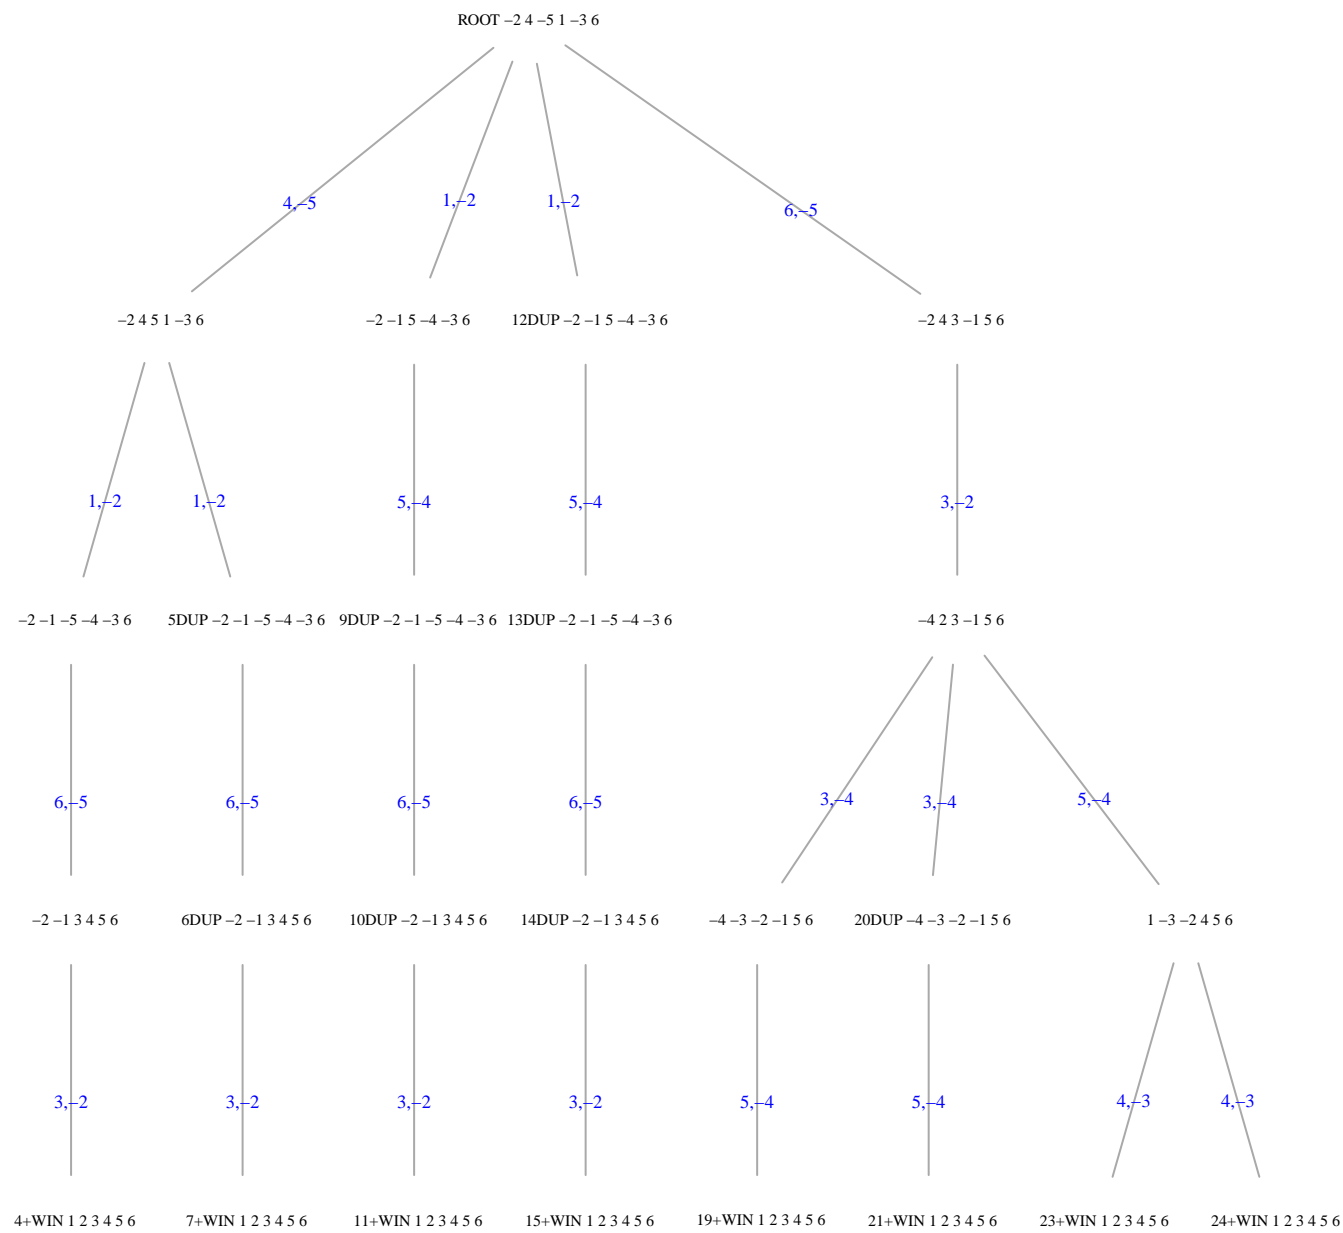 ROOT −2 4 −5 1 −3 6
4,−5
1,−2
1,−2
6,−5
−2 4 5 1 −3 6
−2 −1 5 −4 −3 6
12DUP −2 −1 5 −4 −3 6
−2 4 3 −1 5 6
1,−2
1,−2
5,−4
5,−4
3,−2
−2 −1 −5 −4 −3 6
5DUP −2 −1 −5 −4 −3 6
9DUP −2 −1 −5 −4 −3 6
13DUP −2 −1 −5 −4 −3 6
−4 2 3 −1 5 6
6,−5
6,−5
6,−5
6,−5
3,−4
3,−4
5,−4
−2 −1 3 4 5 6
6DUP −2 −1 3 4 5 6
10DUP −2 −1 3 4 5 6
14DUP −2 −1 3 4 5 6
−4 −3 −2 −1 5 6
20DUP −4 −3 −2 −1 5 6
1 −3 −2 4 5 6
3,−2
3,−2
3,−2
3,−2
5,−4
5,−4
4,−3
4,−3
4+WIN 1 2 3 4 5 6
7+WIN 1 2 3 4 5 6
11+WIN 1 2 3 4 5 6
15+WIN 1 2 3 4 5 6
19+WIN 1 2 3 4 5 6
21+WIN 1 2 3 4 5 6
23+WIN 1 2 3 4 5 6
24+WIN 1 2 3 4 5 6